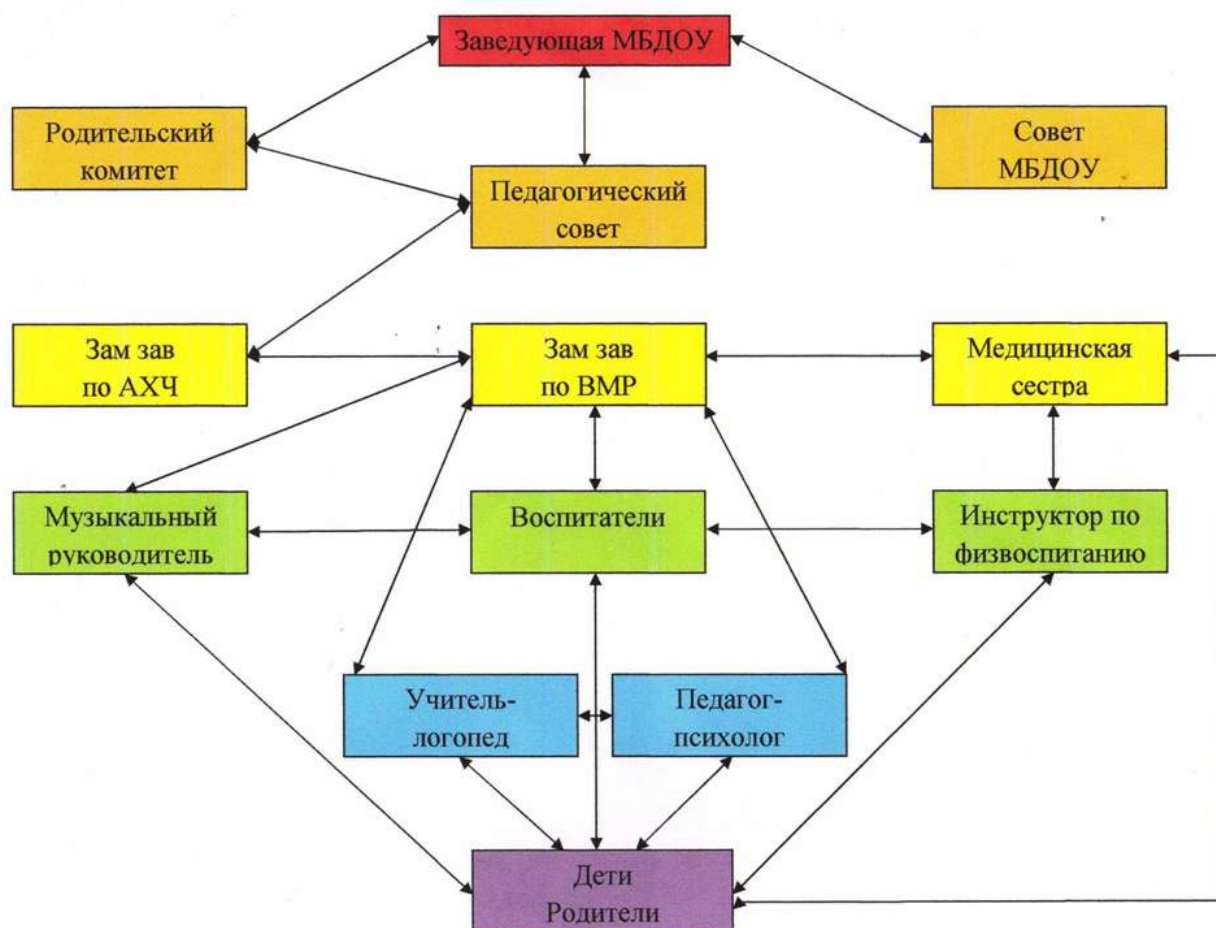 Заведующая МБДОУ
Родительский
комитет
Совет
МБДОУ
Педагогический
совет
Зам зав
по АХЧ
Зам зав
по ВМР
Медицинская
сестра
Музыкальный
руководитель
Воспитатели
Инструктор по
физвоспитанию
Учитель-
логопед
Педагог-
психолог
Дети
Родители